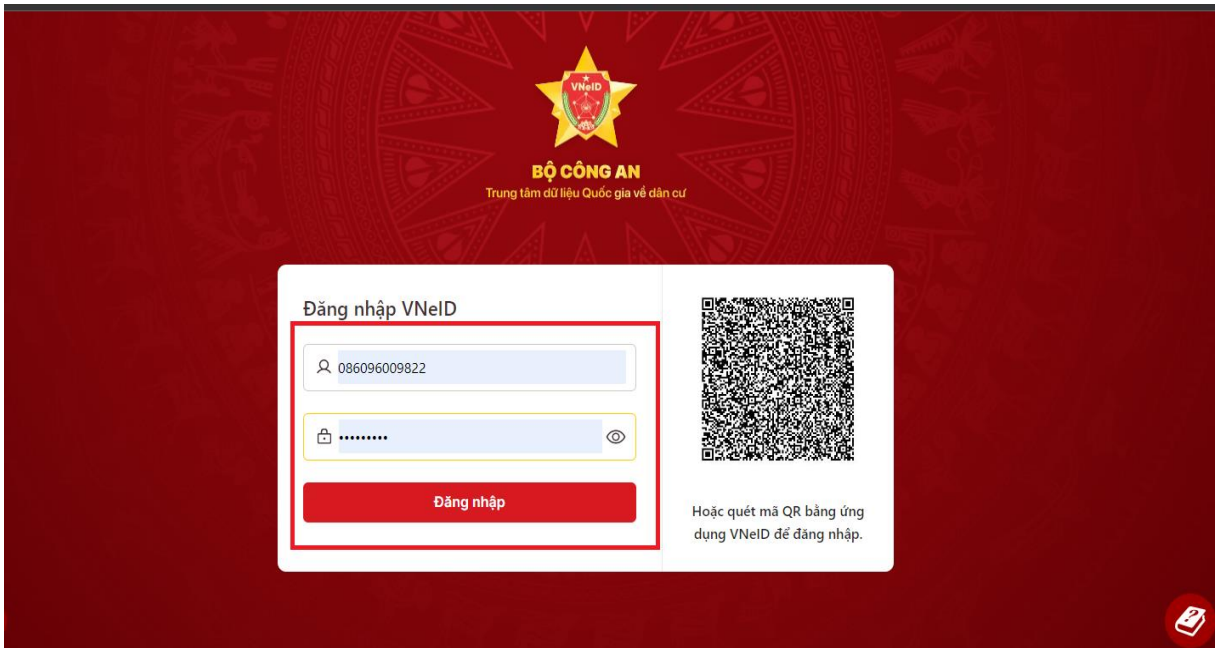 VNeID
BỘ CÔNG AN
Trung tâm dữ liệu Quốc gia về dân cư
Đăng nhập VNeID
086096009822
•••••••••
Đăng nhập
Hoặc quét mã QR bằng ứng
dụng VNeID để đăng nhập.
?